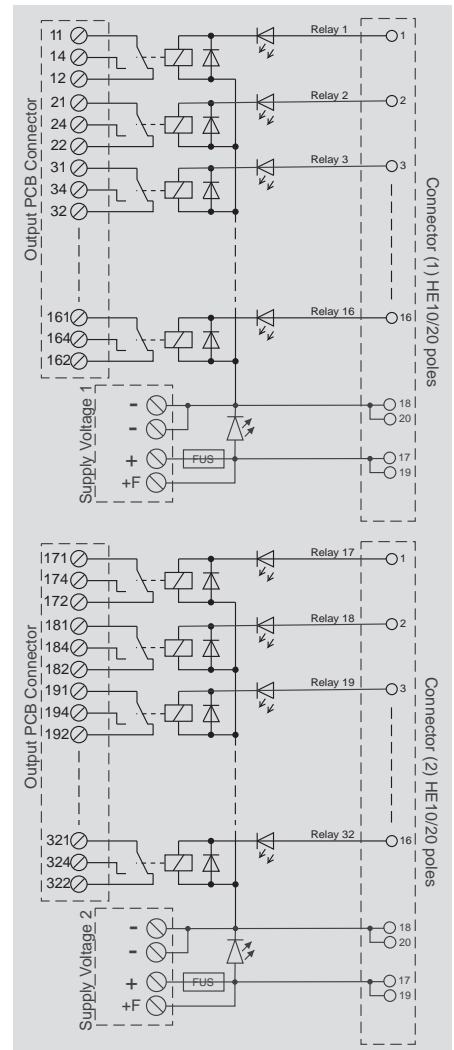 11
Relay 1
1
14
12
21
Relay 2
2
24
22
31
Relay 3
3
34
32
Output PCB Connector
Connector (1) HE10/20 poles
161
Relay 16
16
164
162
Supply Voltage 1
-
18
-
20
+
FUS
17
+F
19
171
Relay 17
1
174
172
181
Relay 18
2
184
182
191
Relay 19
3
194
192
Output PCB Connector
Connector (2) HE10/20 poles
321
Relay 32
16
324
322
Supply Voltage 2
-
18
-
20
+
FUS
17
+F
19